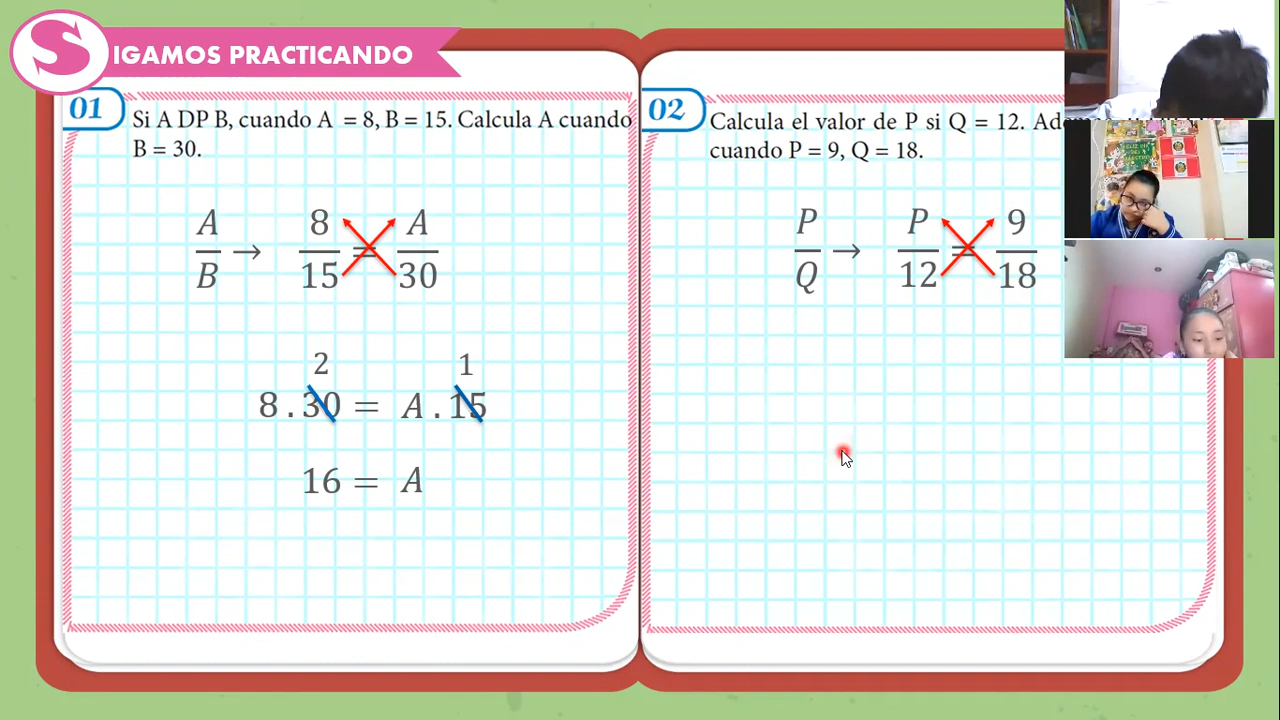 SIGAMOS PRACTICANDO
01
Si A DP B, cuando A = 8, B = 15. Calcula A cuando
B = 30.
A/B → 8/15 = A/30
2 1
8 . 30 = A . 15
16 = A
02
Calcula el valor de P si Q = 12.
cuando P = 9, Q = 18.
P/Q → P/12 = 9/18